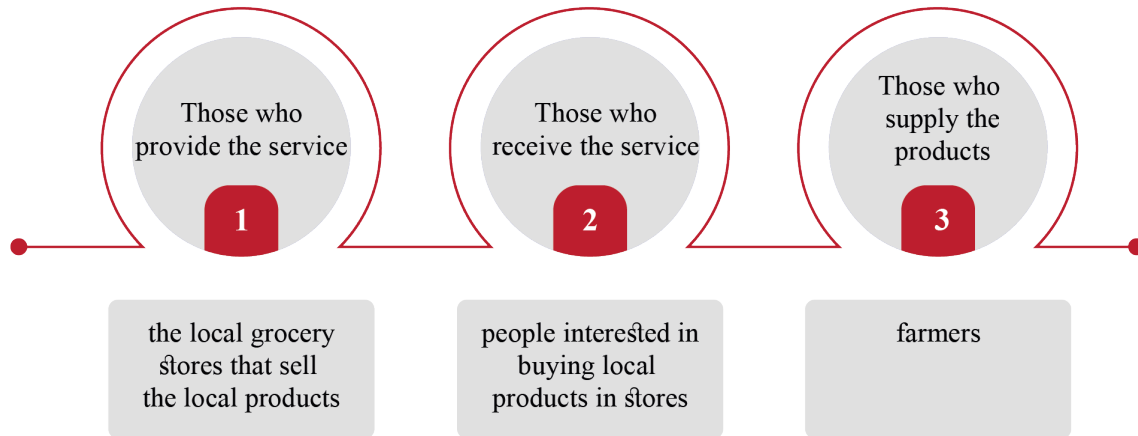 Those who
provide the service
1
the local grocery
stores that sell
the local products
Those who
receive the service
2
people interested in
buying local
products in stores
Those who
supply the
products
3
farmers